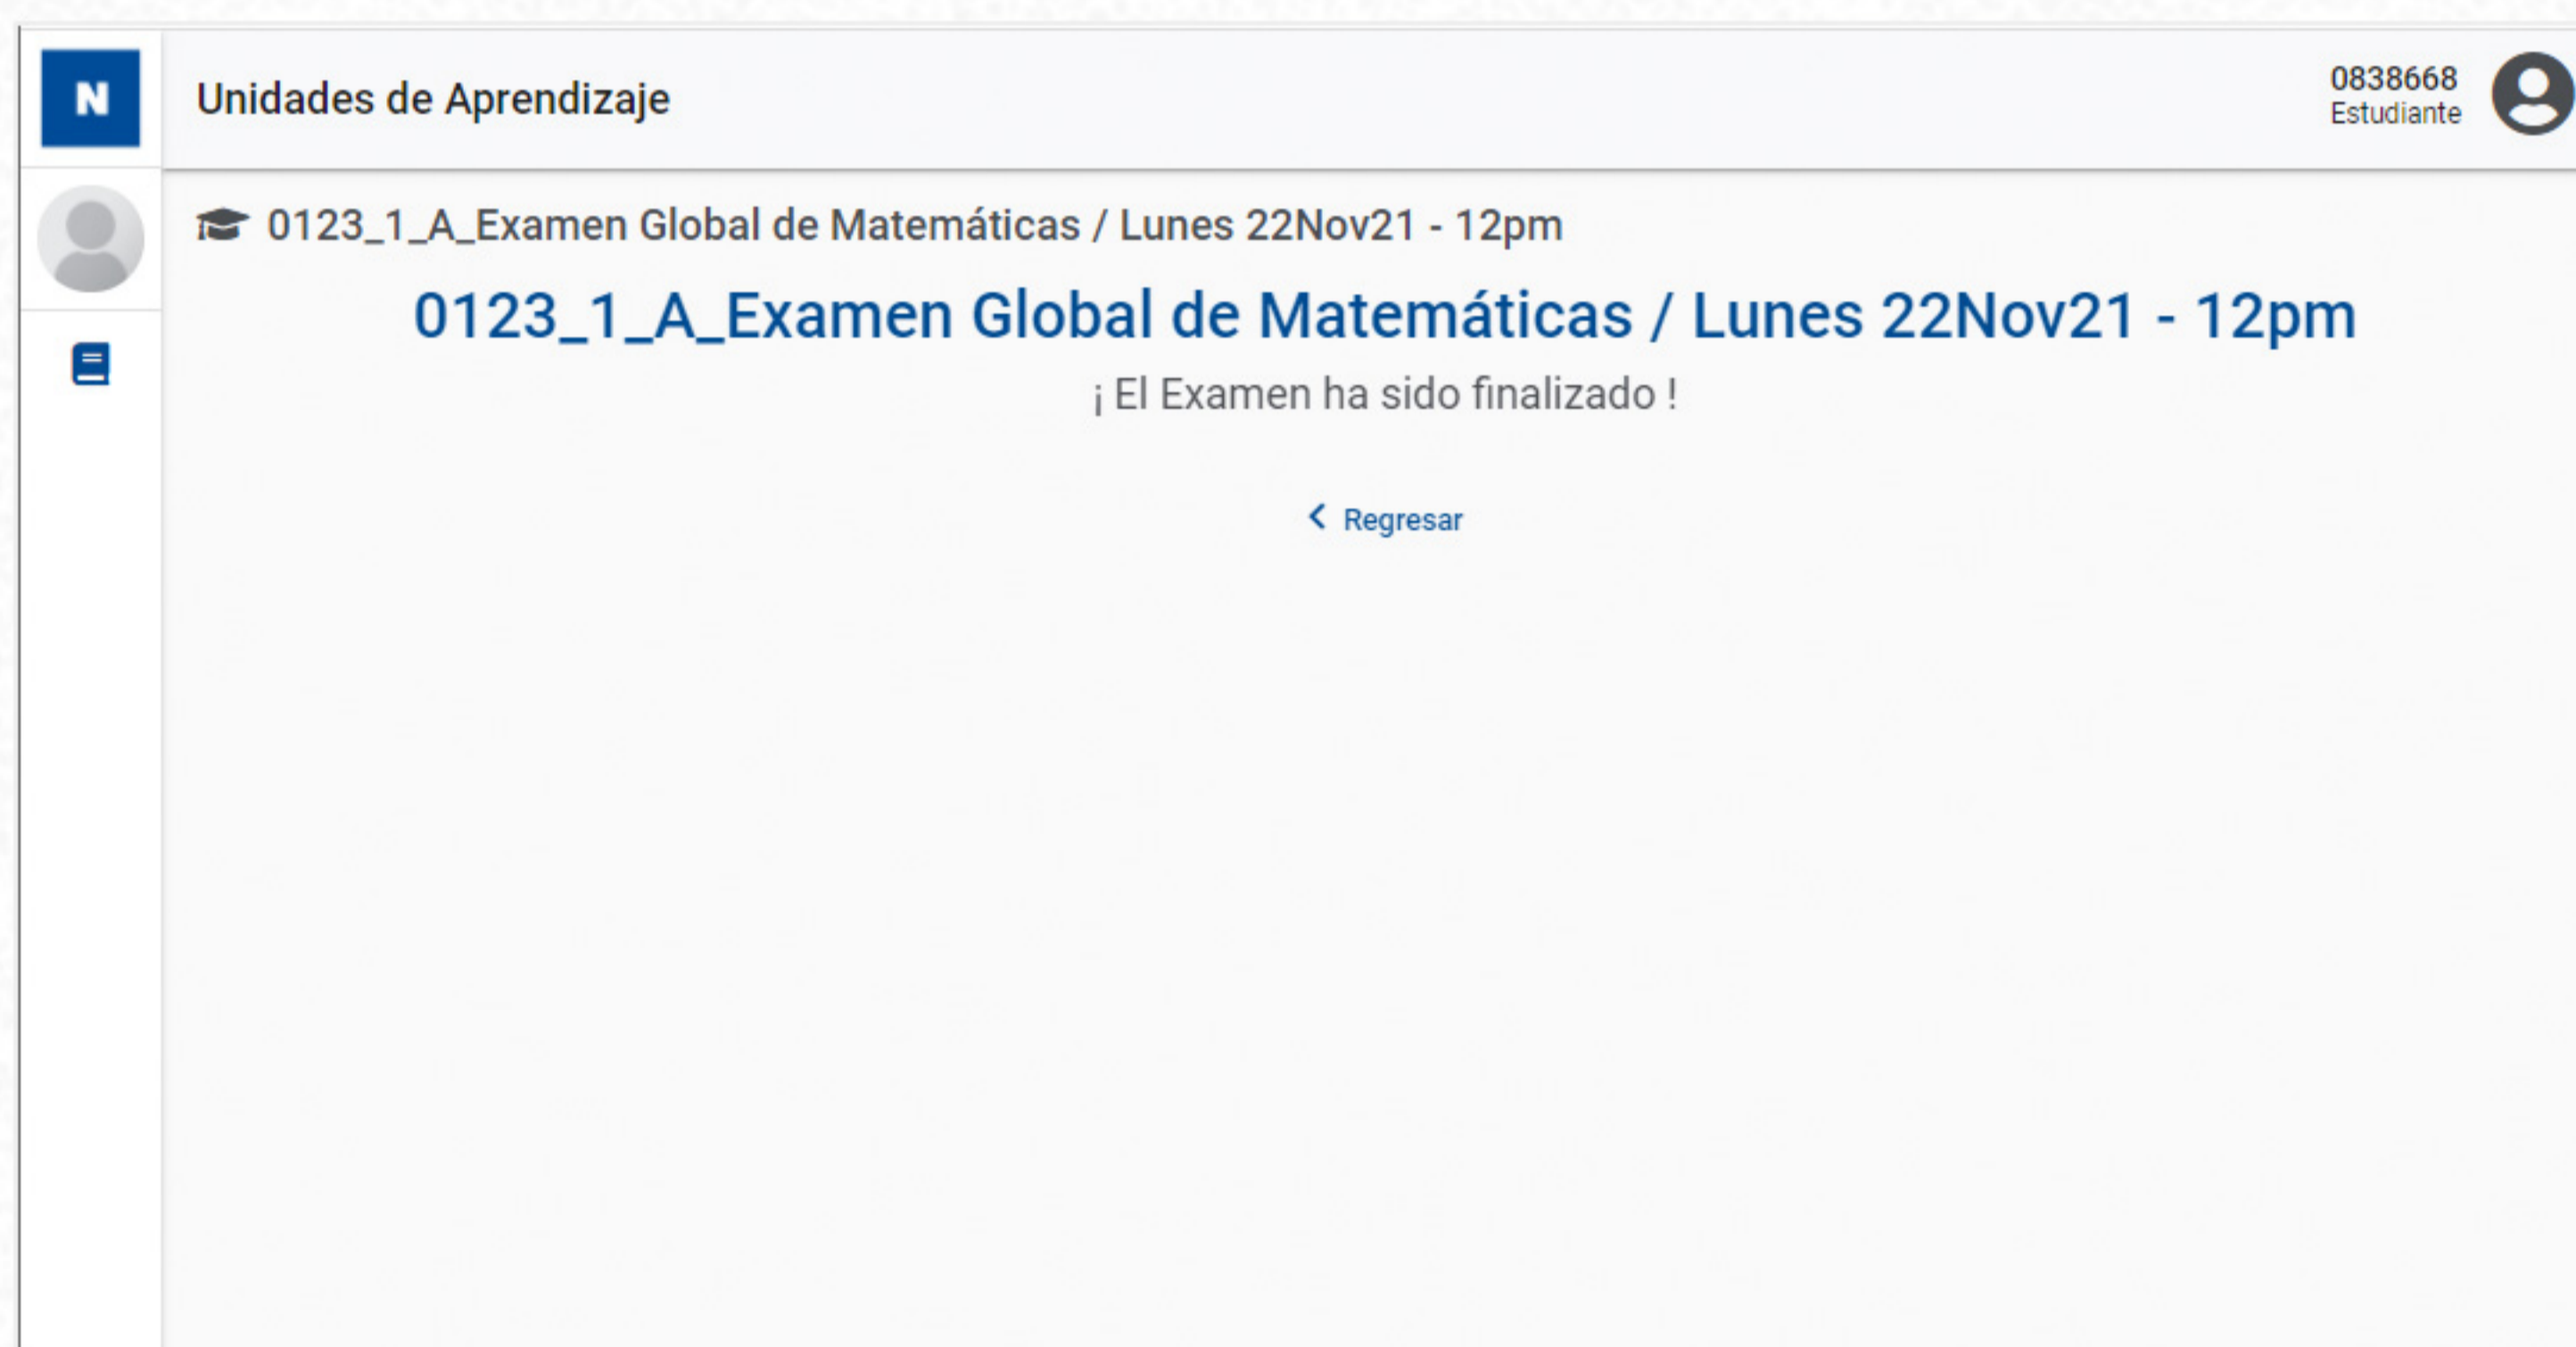 N
Unidades de Aprendizaje
0838668
Estudiante
0123_1_A_Examen Global de Matemáticas / Lunes 22Nov21 - 12pm
0123_1_A_Examen Global de Matemáticas / Lunes 22Nov21 - 12pm
¡ El Examen ha sido finalizado !
Regresar